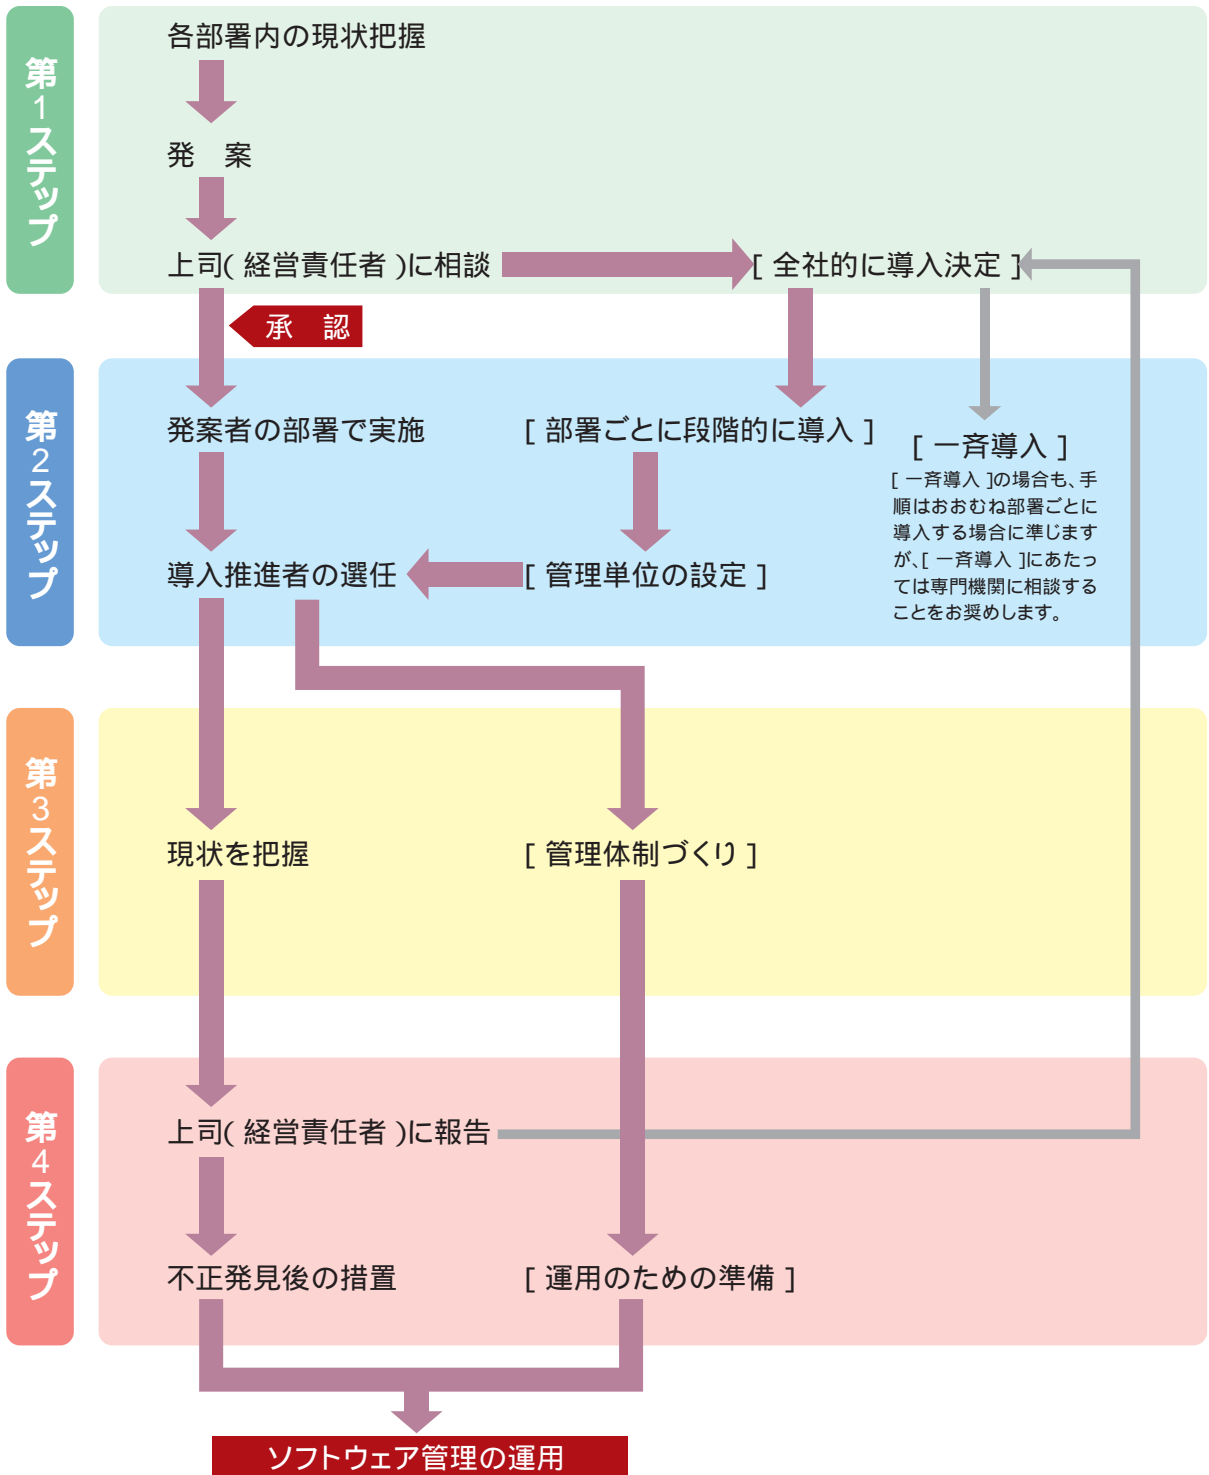 第1ステップ
各部署内の現状把握
発　案
上司(経営責任者)に相談
[全社的に導入決定]
承　認
第2ステップ
発案者の部署で実施
[部署ごとに段階的に導入]
[一斉導入]
[一斉導入]の場合も、手
順はおおむね部署ごとに
導入する場合に準じます
が、[一斉導入]にあたっ
ては専門機関に相談する
ことをお奨めします。
導入推進者の選任
[管理単位の設定]
第3ステップ
現状を把握
[管理体制づくり]
第4ステップ
上司(経営責任者)に報告
不正発見後の措置
[運用のための準備]
ソフトウェア管理の運用